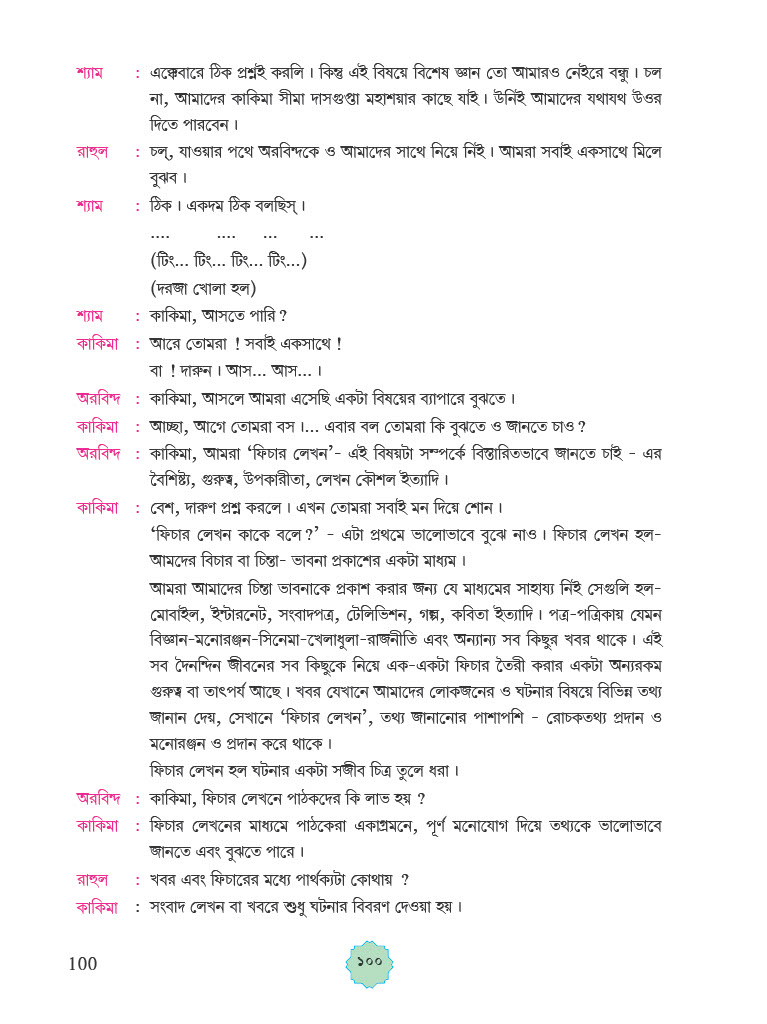 শ্যাম : এক্কেবারে ঠিক প্রশ্নই করলি। কিন্তু এই বিষয়ে বিশেষ জ্ঞান তো আমারও নেইরে বন্ধু। চল
না, আমাদের কাকিমা সীমা দাসগুপ্তা মহাশয়ার কাছে যাই। উনিই আমাদের যথাযথ উওর
দিতে পারবেন।
রাহুল : চল্, যাওয়ার পথে অরবিন্দকে ও আমাদের সাথে নিয়ে নিই। আমরা সবাই একসাথে মিলে
বুঝব।
শ্যাম : ঠিক। একদম ঠিক বলছিস্।
.... .... ... ...
(টিং... টিং... টিং... টিং...)
(দরজা খোলা হল)
শ্যাম : কাকিমা, আসতে পারি ?
কাকিমা : আরে তোমরা ! সবাই একসাথে !
বা ! দারুন। আস... আস...।
অরবিন্দ : কাকিমা, আসলে আমরা এসেছি একটা বিষয়ের ব্যাপারে বুঝতে।
কাকিমা : আচ্ছা, আগে তোমরা বস।... এবার বল তোমরা কি বুঝতে ও জানতে চাও ?
অরবিন্দ : কাকিমা, আমরা ‘ফিচার লেখন’- এই বিষয়টা সম্পর্কে বিস্তারিতভাবে জানতে চাই - এর
বৈশিষ্ট্য, গুরুত্ব, উপকারীতা, লেখন কৌশল ইত্যাদি।
কাকিমা : বেশ, দারুণ প্রশ্ন করলে। এখন তোমরা সবাই মন দিয়ে শোন।
‘ফিচার লেখন কাকে বলে ?’ - এটা প্রথমে ভালোভাবে বুঝে নাও। ফিচার লেখন হল-
আমদের বিচার বা চিন্তা- ভাবনা প্রকাশের একটা মাধ্যম।
আমরা আমাদের চিন্তা ভাবনাকে প্রকাশ করার জন্য যে মাধ্যমের সাহায্য নিই সেগুলি হল-
মোবাইল, ইন্টারনেট, সংবাদপত্র, টেলিভিশন, গল্প, কবিতা ইত্যাদি। পত্র-পত্রিকায় যেমন
বিজ্ঞান-মনোরঞ্জন-সিনেমা-খেলাধুলা-রাজনীতি এবং অন্যান্য সব কিছুর খবর থাকে। এই
সব দৈনন্দিন জীবনের সব কিছুকে নিয়ে এক-একটা ফিচার তৈরী করার একটা অন্যরকম
গুরুত্ব বা তাৎপর্য আছে। খবর যেখানে আমাদের লোকজনের ও ঘটনার বিষয়ে বিভিন্ন তথ্য
জানান দেয়, সেখানে ‘ফিচার লেখন’, তথ্য জানানোর পাশাপশি - রোচকতথ্য প্রদান ও
মনোরঞ্জন ও প্রদান করে থাকে।
ফিচার লেখন হল ঘটনার একটা সজীব চিত্র তুলে ধরা।
অরবিন্দ : কাকিমা, ফিচার লেখনে পাঠকদের কি লাভ হয় ?
কাকিমা : ফিচার লেখনের মাধ্যমে পাঠকেরা একাগ্রমনে, পূর্ণ মনোযোগ দিয়ে তথ্যকে ভালোভাবে
জানতে এবং বুঝতে পারে।
রাহুল : খবর এবং ফিচারের মধ্যে পার্থক্যটা কোথায় ?
কাকিমা : সংবাদ লেখন বা খবরে শুধু ঘটনার বিবরণ দেওয়া হয়।
100 ১০০